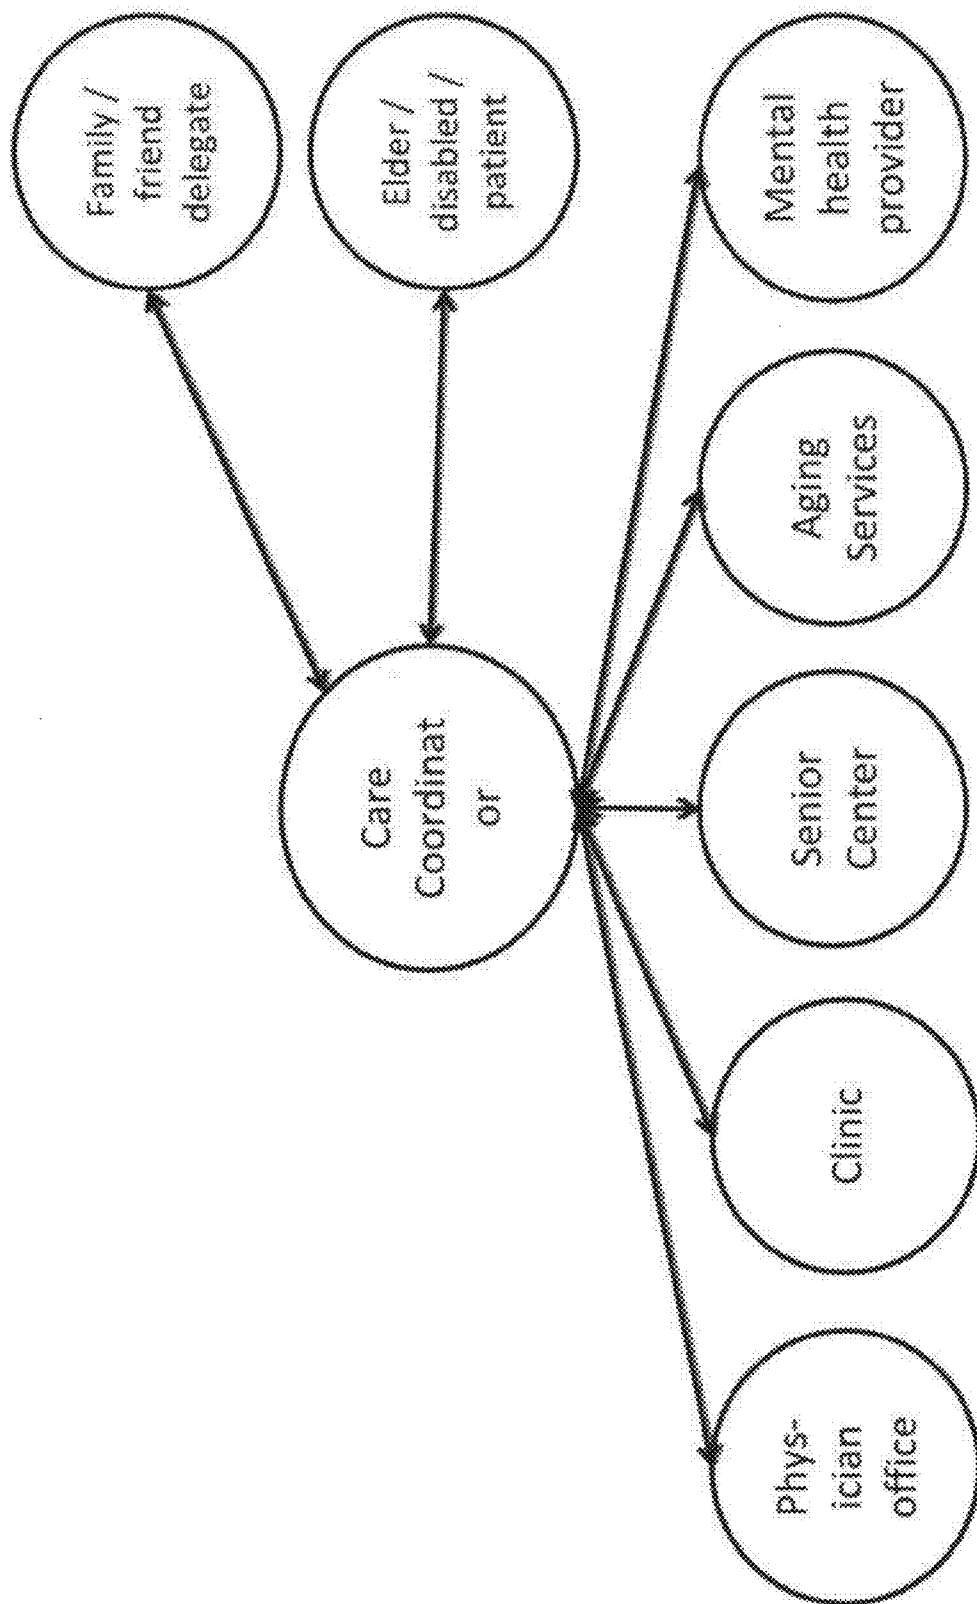 Family /
friend
delegate
Elder /
disabled /
patient
Care
Coordinat
or
Phys-
ician
office
Clinic
Senior
Center
Aging
Services
Mental
health
provider